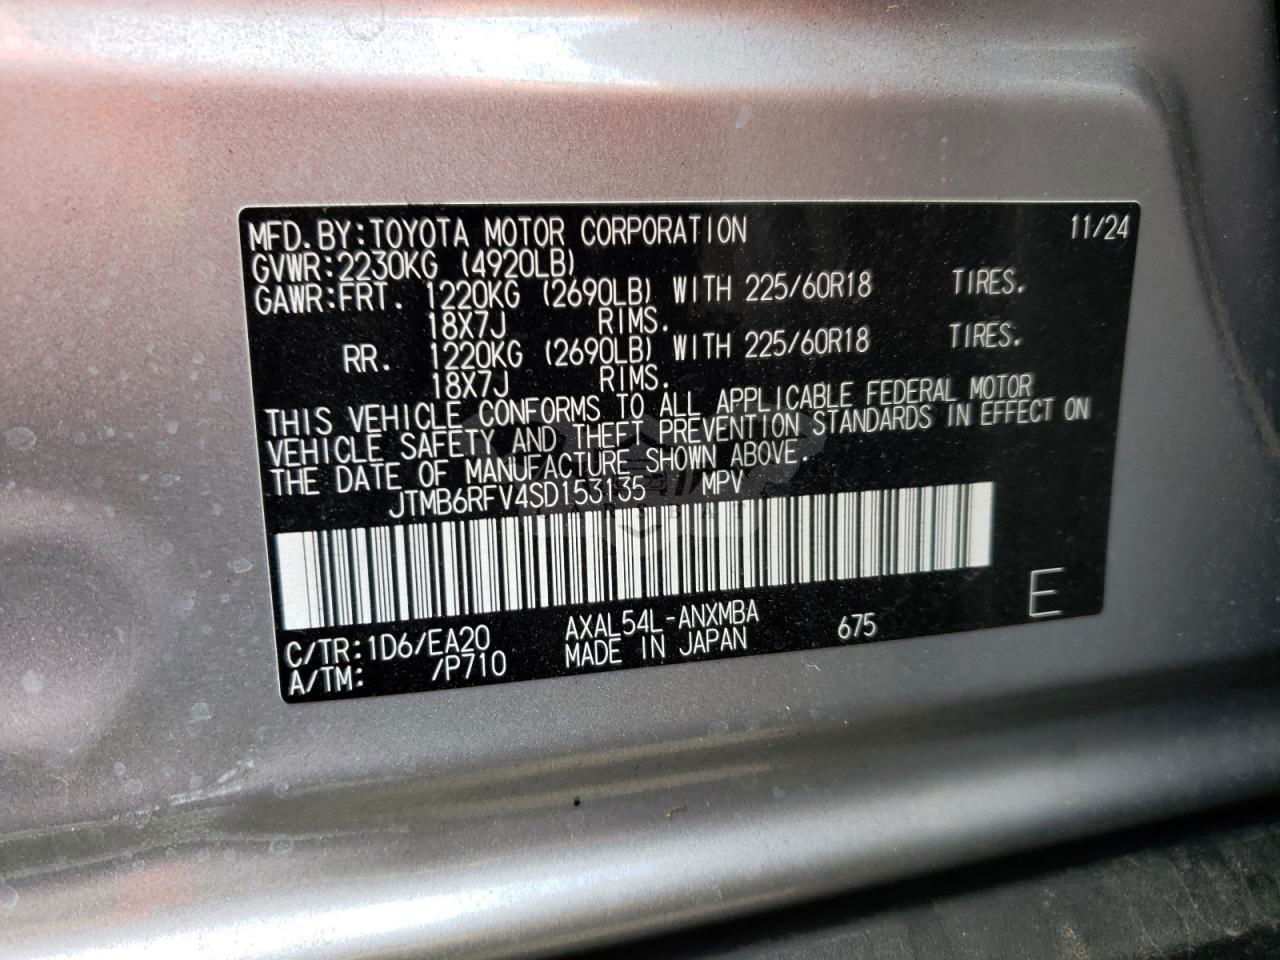 MFD. BY:TOYOTA MOTOR CORPORATION 11/24
GVWR:2230KG (4920LB)
GAWR:FRT. 1220KG (2690LB) WITH 225/60R18 TIRES.
18X7J RIMS.
RR. 1220KG (2690LB) WITH 225/60R18 TIRES.
18X7J RIMS.
THIS VEHICLE CONFORMS TO ALL APPLICABLE FEDERAL MOTOR
VEHICLE SAFETY AND THEFT PREVENTION STANDARDS IN EFFECT ON
THE DATE OF MANUFACTURE SHOWN ABOVE.
JTMB6RFV4SD153135 MPV
C/TR:1D6/EA20 AXAL54L-ANXMBA 675 E
A/TM: /P710 MADE IN JAPAN